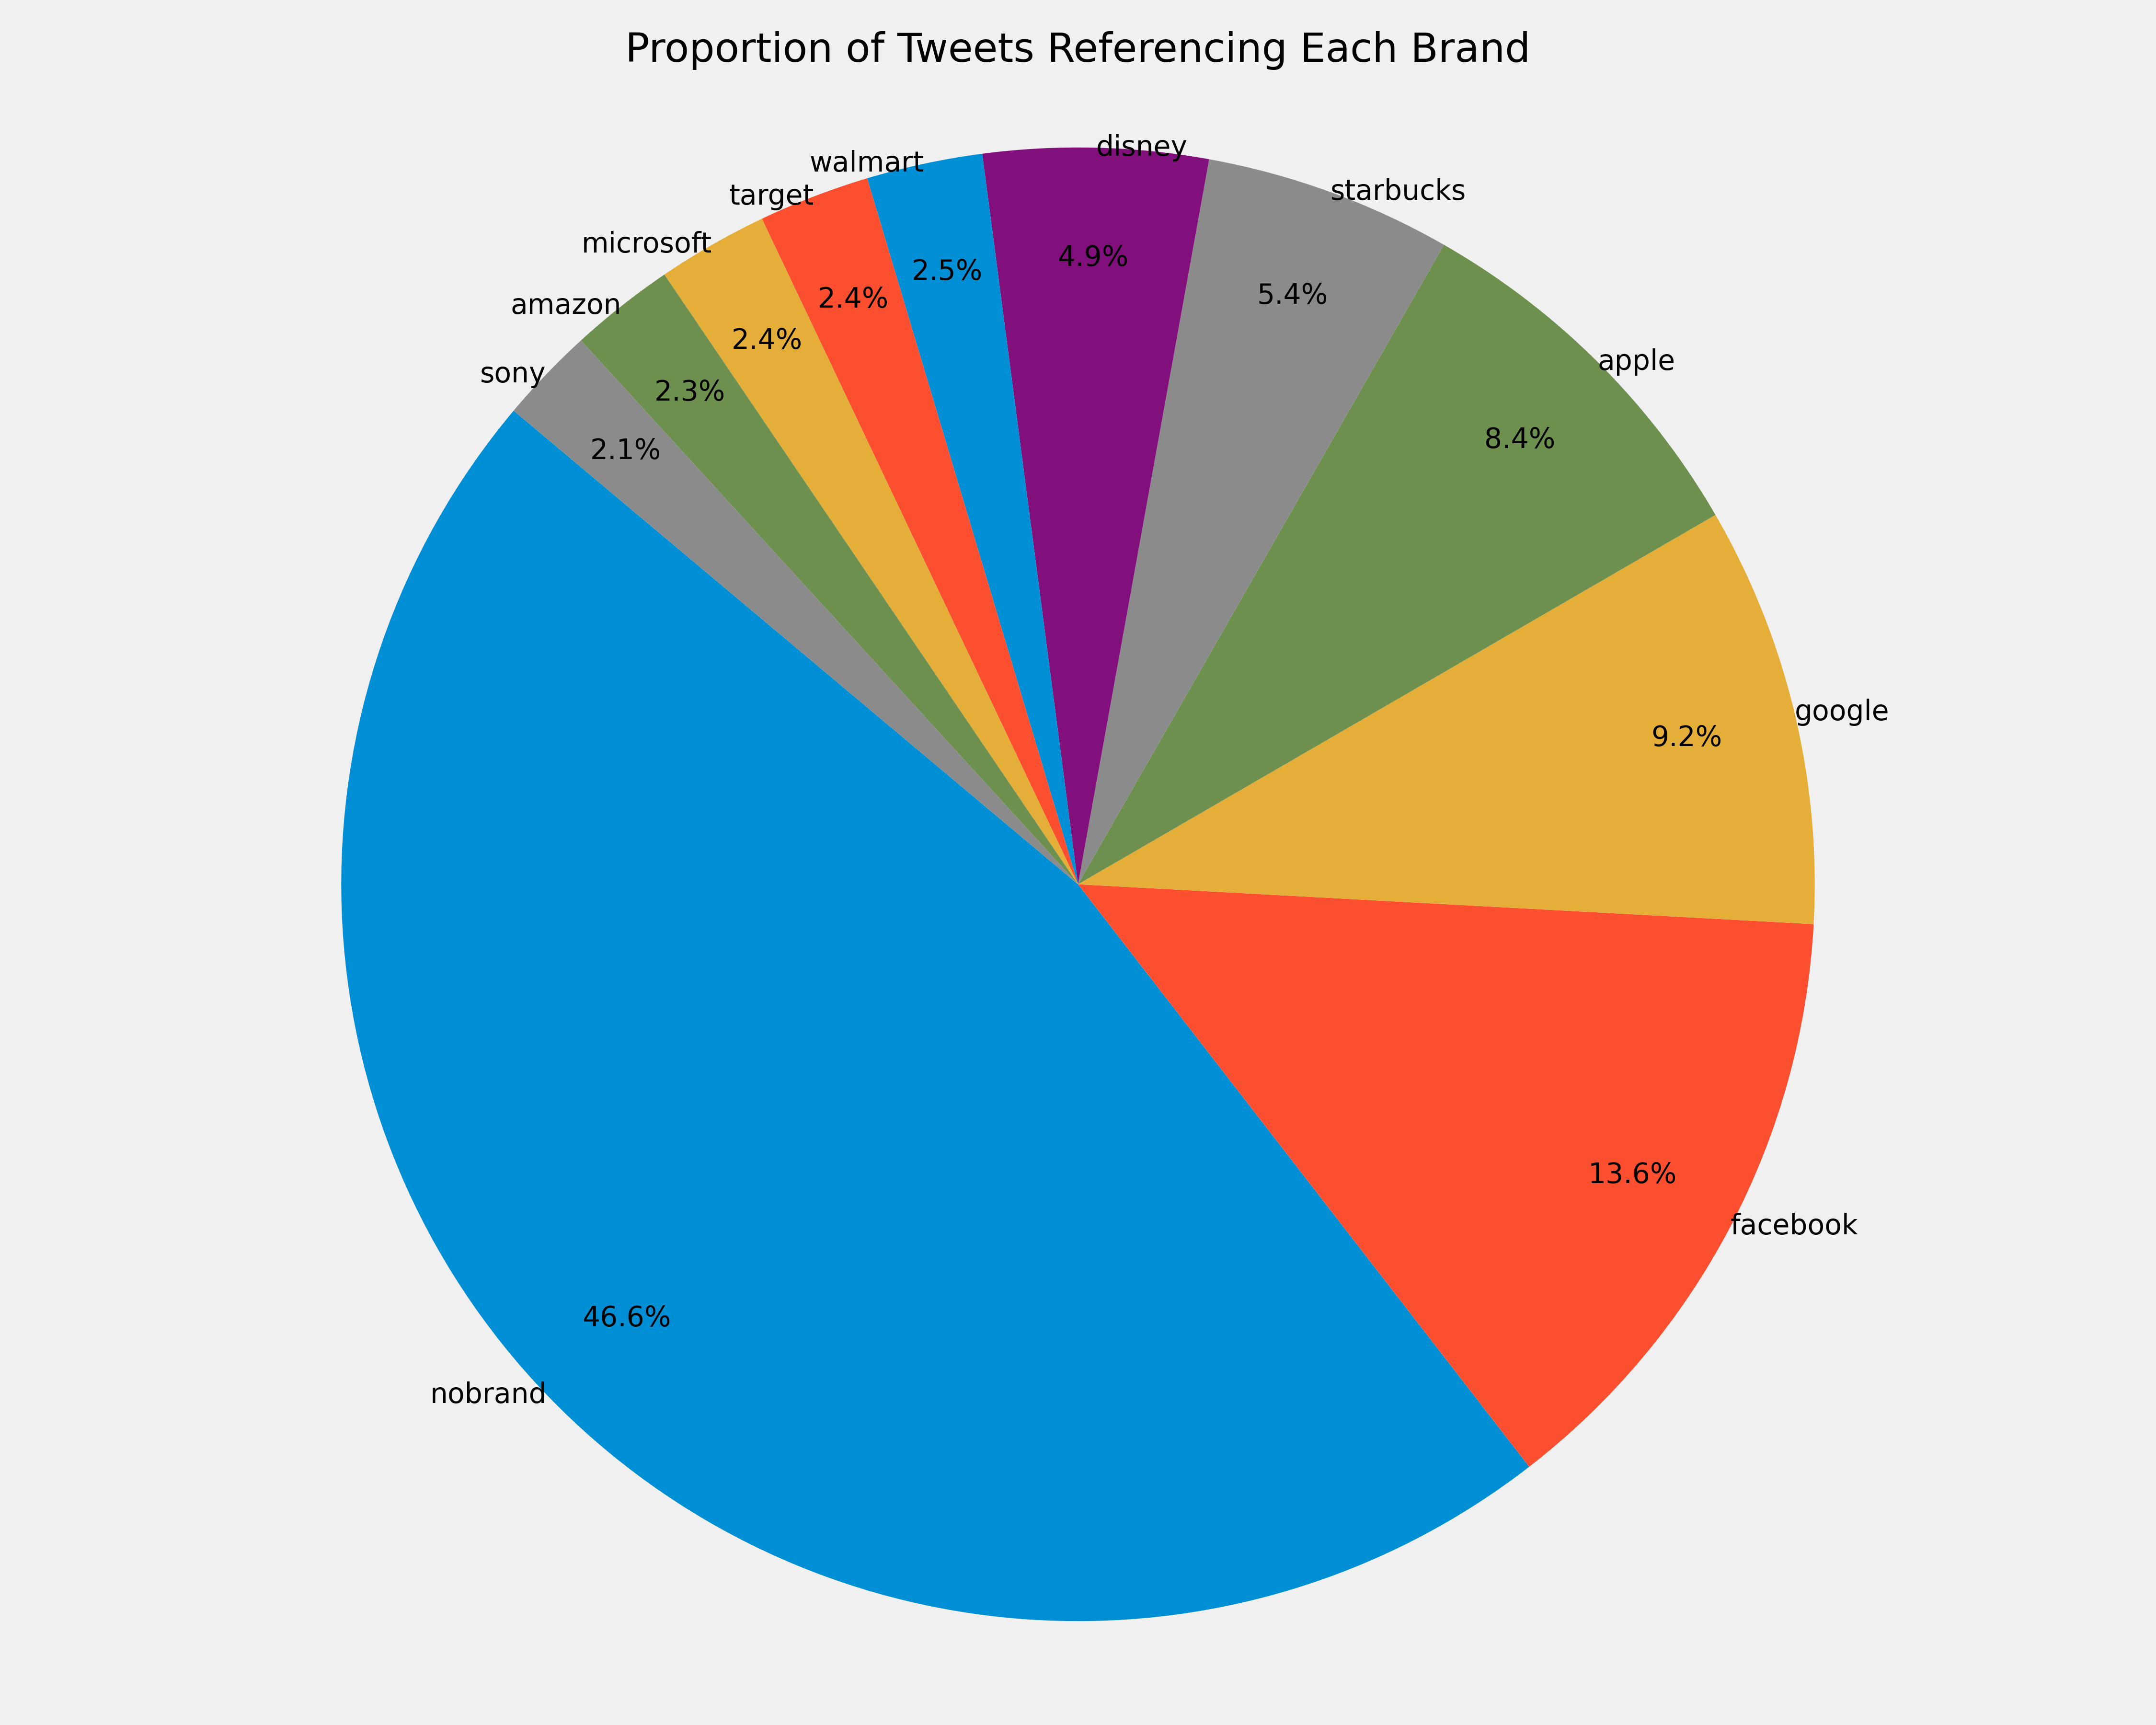 Proportion of Tweets Referencing Each Brand
disney
walmart
starbucks
target
microsoft
4.9%
2.5%
5.4%
2.4%
amazon
2.4%
apple
sony
2.3%
8.4%
2.1%
google
9.2%
13.6%
facebook
46.6%
nobrand